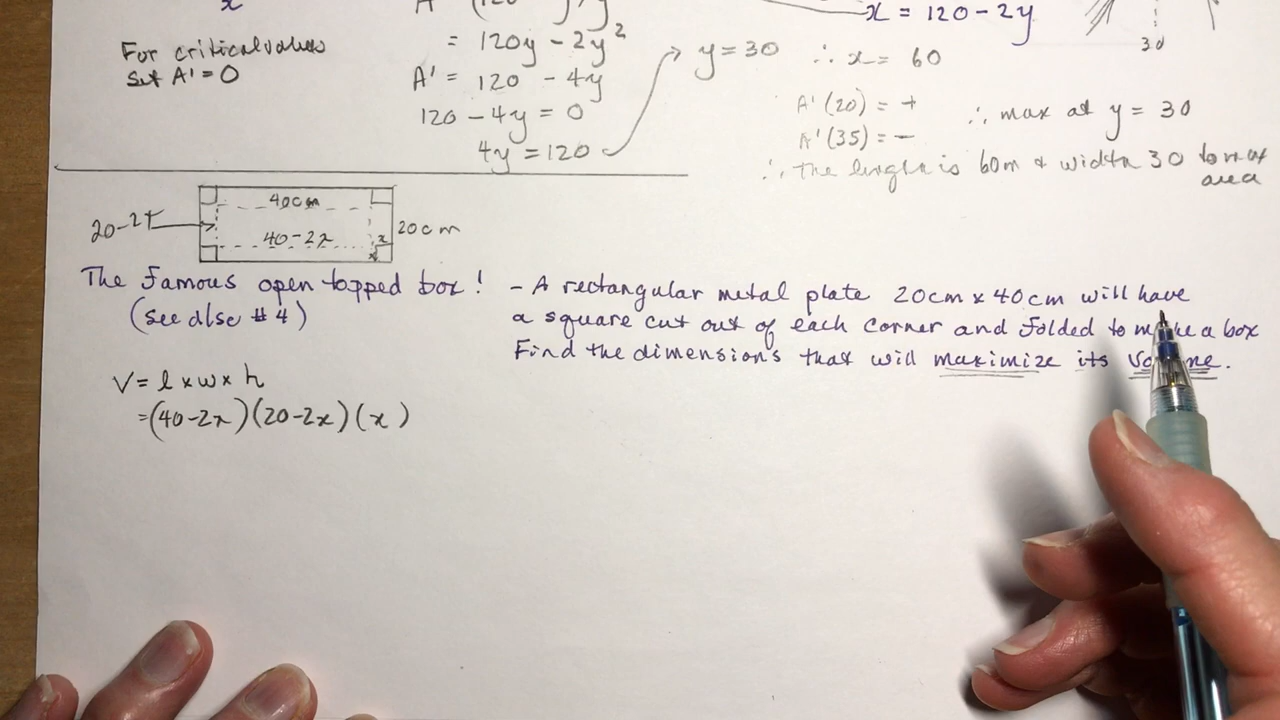 x
x = 120 - 2y
= 120y - 2y²
30
For critical values
Set A' = 0
A' = 120 - 4y
y = 30 ∴ x = 60
120 - 4y = 0
A'(20) = +
A'(35) = -
∴ max at y = 30
4y = 120
∴ the length is 60m & width 30 to max
area
40cm
20-2x
40-2x
20cm
x
x
The famous open topped box!
(see also #4)
- A rectangular metal plate 20cm x 40cm will have
a square cut out of each corner and folded to make a box
Find the dimensions that will maximize its volume.
V = l x w x h
=(40-2x)(20-2x)(x)